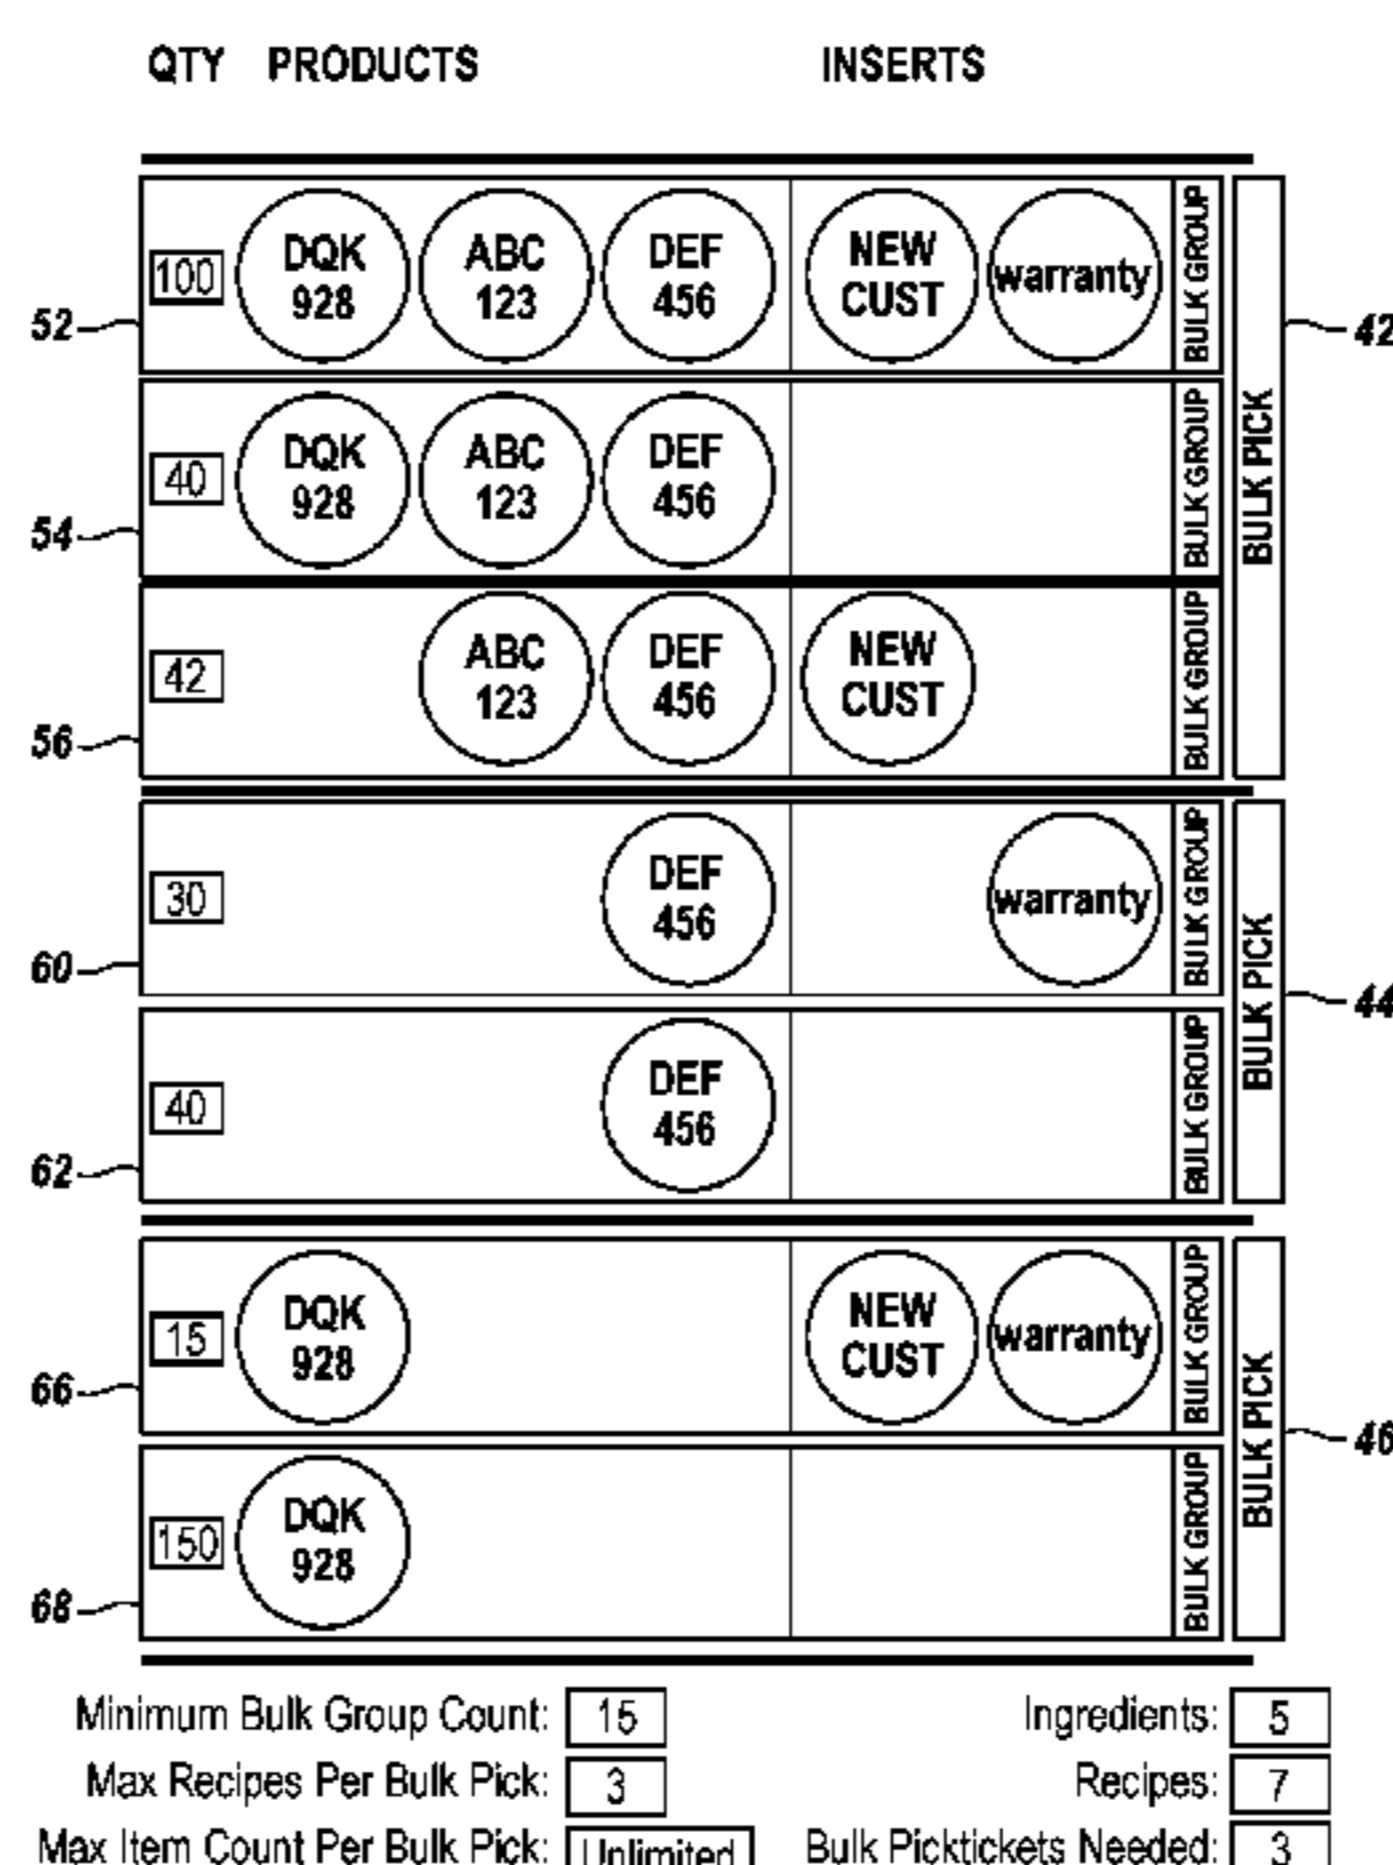 QTY PRODUCTS INSERTS
100 DQK 928 ABC 123 DEF 456 NEW CUST warranty BULK GROUP
52
42
40 DQK 928 ABC 123 DEF 456 BULK GROUP
54
BULK PICK
42 ABC 123 DEF 456 NEW CUST BULK GROUP
56
30 DEF 456 warranty BULK GROUP
60
BULK PICK
44
40 DEF 456 BULK GROUP
62
15 DQK 928 NEW CUST warranty BULK GROUP
66
BULK PICK
46
150 DQK 928 BULK GROUP
68
Minimum Bulk Group Count: 15 Ingredients: 5
Max Recipes Per Bulk Pick: 3 Recipes: 7
Max Item Count Per Bulk Pick: Unlimited Bulk Picktickets Needed: 3